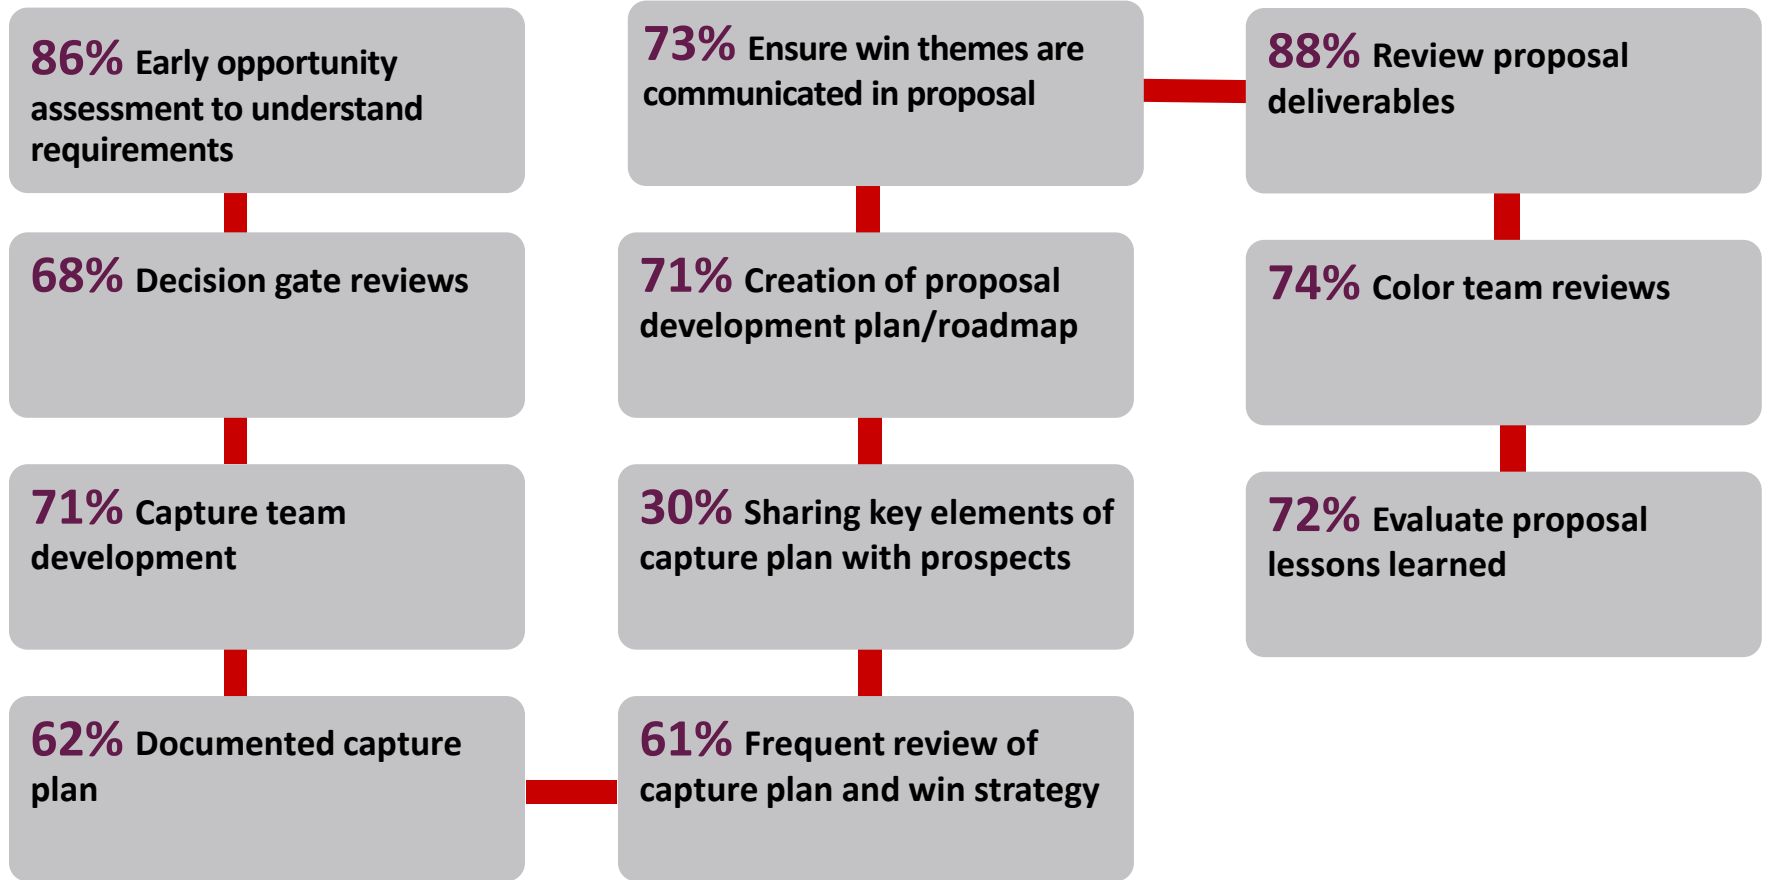 86% Early opportunity
assessment to understand
requirements
68% Decision gate reviews
71% Capture team
development
62% Documented capture
plan
61% Frequent review of
capture plan and win strategy
30% Sharing key elements of
capture plan with prospects
71% Creation of proposal
development plan/roadmap
73% Ensure win themes are
communicated in proposal
88% Review proposal
deliverables
74% Color team reviews
72% Evaluate proposal
lessons learned